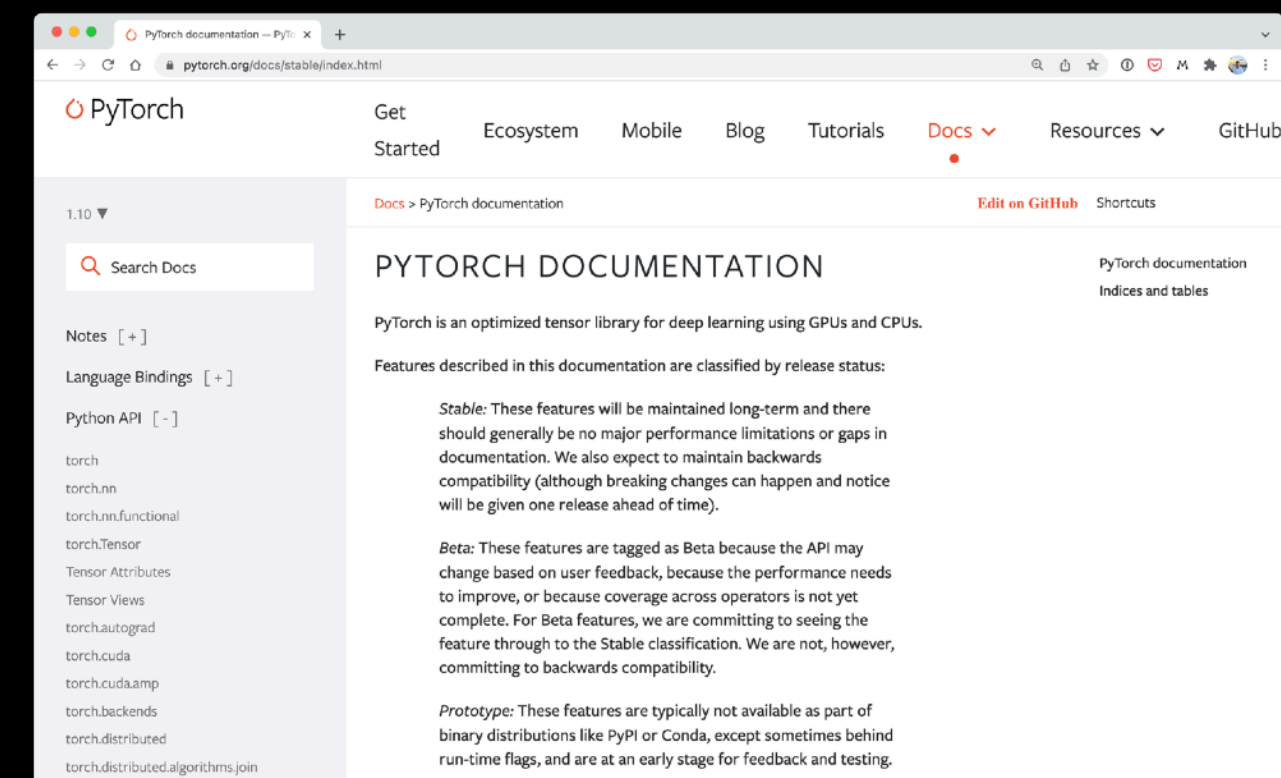 PyTorch documentation — PyTo
pytorch.org/docs/stable/index.html
PyTorch
Get
Started
Ecosystem
Mobile
Blog
Tutorials
Docs
Resources
GitHub
1.10 ▼
Docs > PyTorch documentation
Edit on GitHub
Shortcuts
Search Docs
Notes [ + ]
Language Bindings [ + ]
Python API [ - ]
torch
torch.nn
torch.nn.functional
torch.Tensor
Tensor Attributes
Tensor Views
torch.autograd
torch.cuda
torch.cuda.amp
torch.backends
torch.distributed
torch.distributed.algorithms.join
PYTORCH DOCUMENTATION
PyTorch is an optimized tensor library for deep learning using GPUs and CPUs.
Features described in this documentation are classified by release status:
Stable: These features will be maintained long-term and there
should generally be no major performance limitations or gaps in
documentation. We also expect to maintain backwards
compatibility (although breaking changes can happen and notice
will be given one release ahead of time).
Beta: These features are tagged as Beta because the API may
change based on user feedback, because the performance needs
to improve, or because coverage across operators is not yet
complete. For Beta features, we are committing to seeing the
feature through to the Stable classification. We are not, however,
committing to backwards compatibility.
Prototype: These features are typically not available as part of
binary distributions like PyPI or Conda, except sometimes behind
run-time flags, and are at an early stage for feedback and testing.
PyTorch documentation
Indices and tables